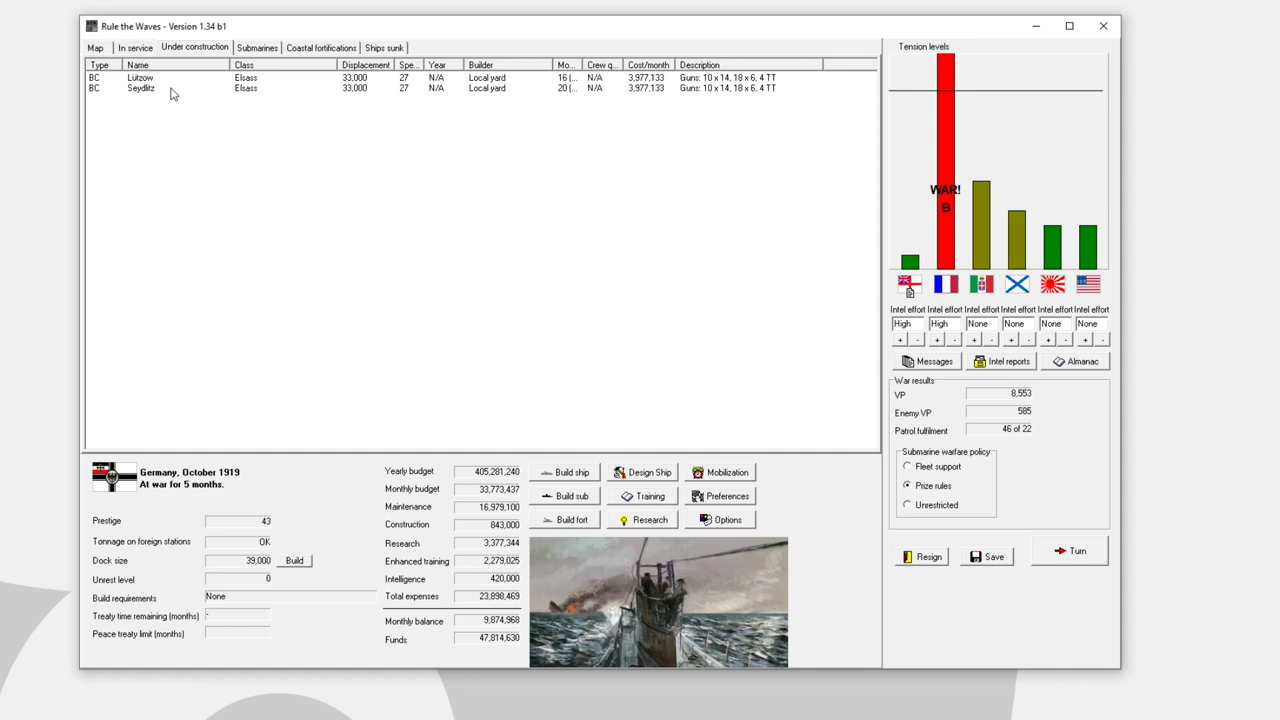 Rule the Waves - Version 1.34 b1
Map In service Under construction Submarines Coastal fortifications Ships sunk
Type Name Class Displacement Spe... Year Builder Mo... Crew q... Cost/month Description
BC Lützow Elsass 33,000 27 N/A Local yard 16 (... N/A 3,977,133 Guns: 10 x 14, 18 x 6, 4 TT
BC Seydlitz Elsass 33,000 27 N/A Local yard 20 (... N/A 3,977,133 Guns: 10 x 14, 18 x 6, 4 TT
Tension levels
WAR!
B
Intel effort Intel effort Intel effort Intel effort Intel effort Intel effort
High High None None None None
+ - + - + - + - + - + -
Messages Intel reports Almanac
War results
VP 8,553
Enemy VP 585
Patrol fulfilment 46 of 22
Submarine warfare policy
Fleet support
Prize rules
Unrestricted
Resign Save Turn
Germany, October 1919
At war for 5 months.
Prestige 43
Tonnage on foreign stations OK
Dock size 39,000 Build
Unrest level 0
Build requirements None
Treaty time remaining (months) -
Peace treaty limit (months)
Yearly budget 405,281,240
Monthly budget 33,773,437
Maintenance 16,979,100
Construction 843,000
Research 3,377,344
Enhanced training 2,279,025
Intelligence 420,000
Total expenses 23,898,469
Monthly balance 9,874,968
Funds 47,814,630
Build ship Design Ship Mobilization
Build sub Training Preferences
Build fort Research Options